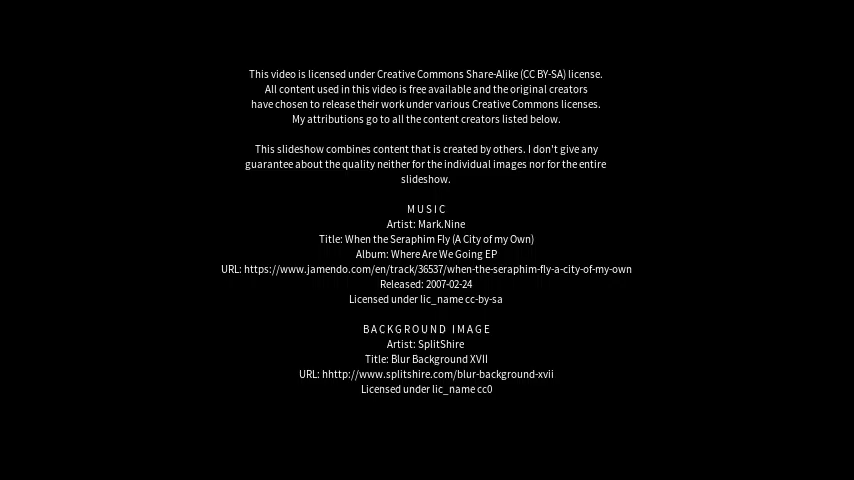 This video is licensed under Creative Commons Share-Alike (CC BY-SA) license.
All content used in this video is free available and the original creators
have chosen to release their work under various Creative Commons licenses.
My attributions go to all the content creators listed below.
This slideshow combines content that is created by others. I don't give any
guarantee about the quality neither for the individual images nor for the entire
slideshow.
MUSIC
Artist: Mark.Nine
Title: When the Seraphim Fly (A City of my Own)
Album: Where Are We Going EP
URL: https://www.jamendo.com/en/track/36537/when-the-seraphim-fly-a-city-of-my-own
Released: 2007-02-24
Licensed under lic_name cc-by-sa
BACKGROUND IMAGE
Artist: SplitShire
Title: Blur Background XVII
URL: hhttp://www.splitshire.com/blur-background-xvii
Licensed under lic_name cc0